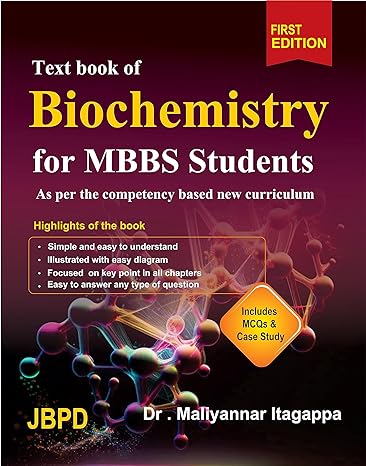 FIRST
EDITION
Text book of
Biochemistry
for MBBS Students
As per the competency based new curriculum
Highlights of the book
• Simple and easy to understand
• Illustrated with easy diagram
• Focused on key point in all chapters
• Easy to answer any type of question
Includes
MCQs &
Case Study
JBPD
Dr . Maliyannar Itagappa